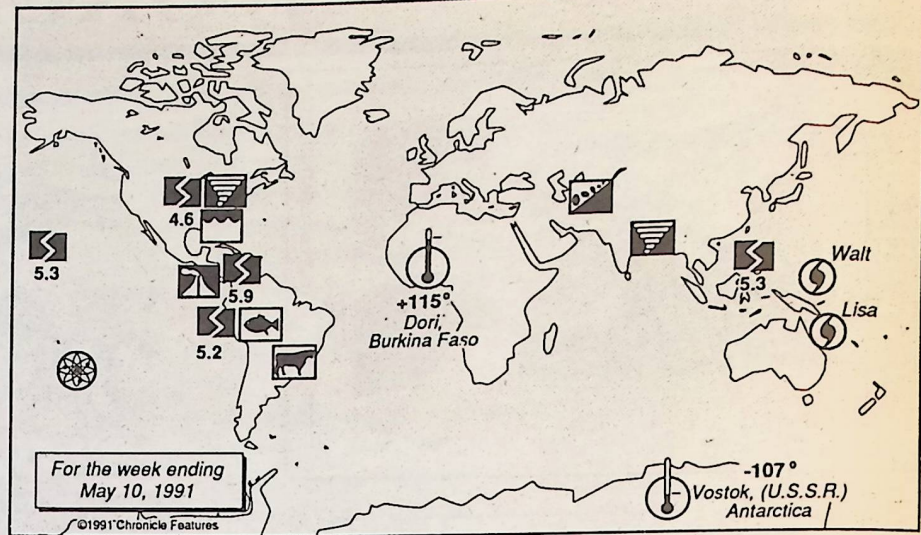 4.6
5.3
5.9
5.2
+115°
Dori,
Burkina Faso
5.3
Walt
Lisa
-107°
Vostok, (U.S.S.R.)
Antarctica
For the week ending
May 10, 1991
©1991 Chronicle Features